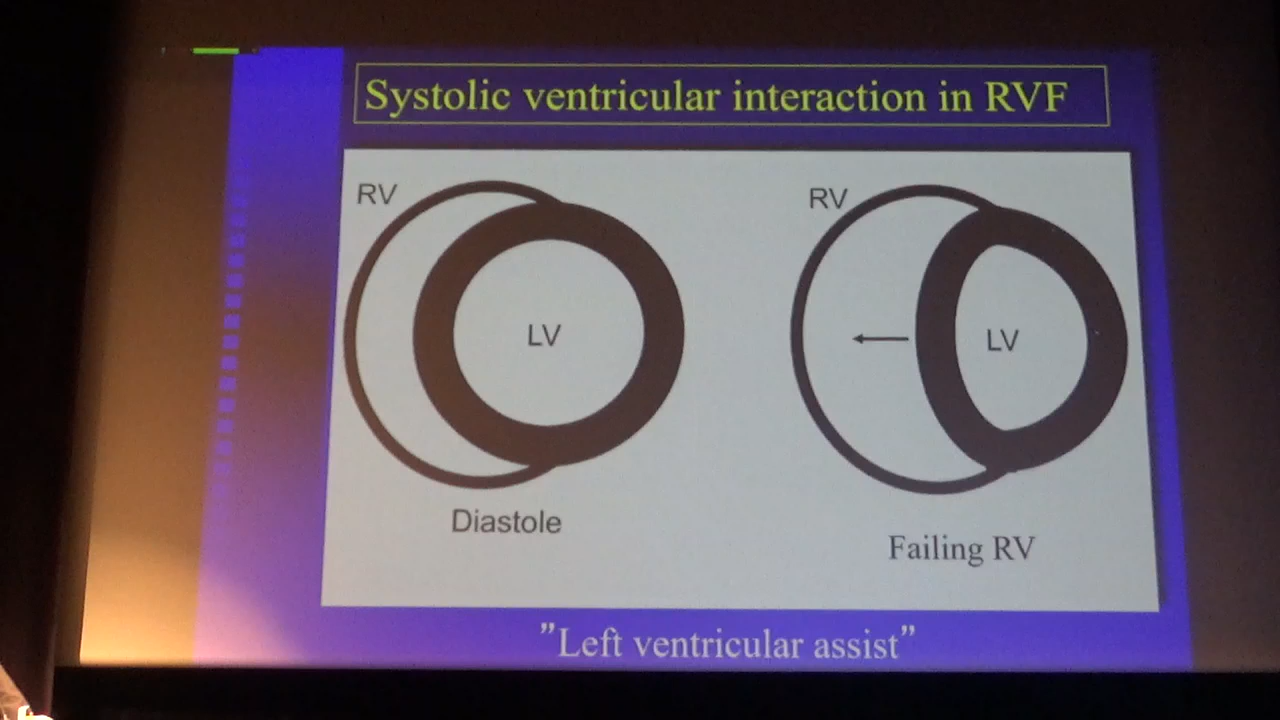 Systolic ventricular interaction in RVF
RV
LV
Diastole
RV
LV
Failing RV
”Left ventricular assist”